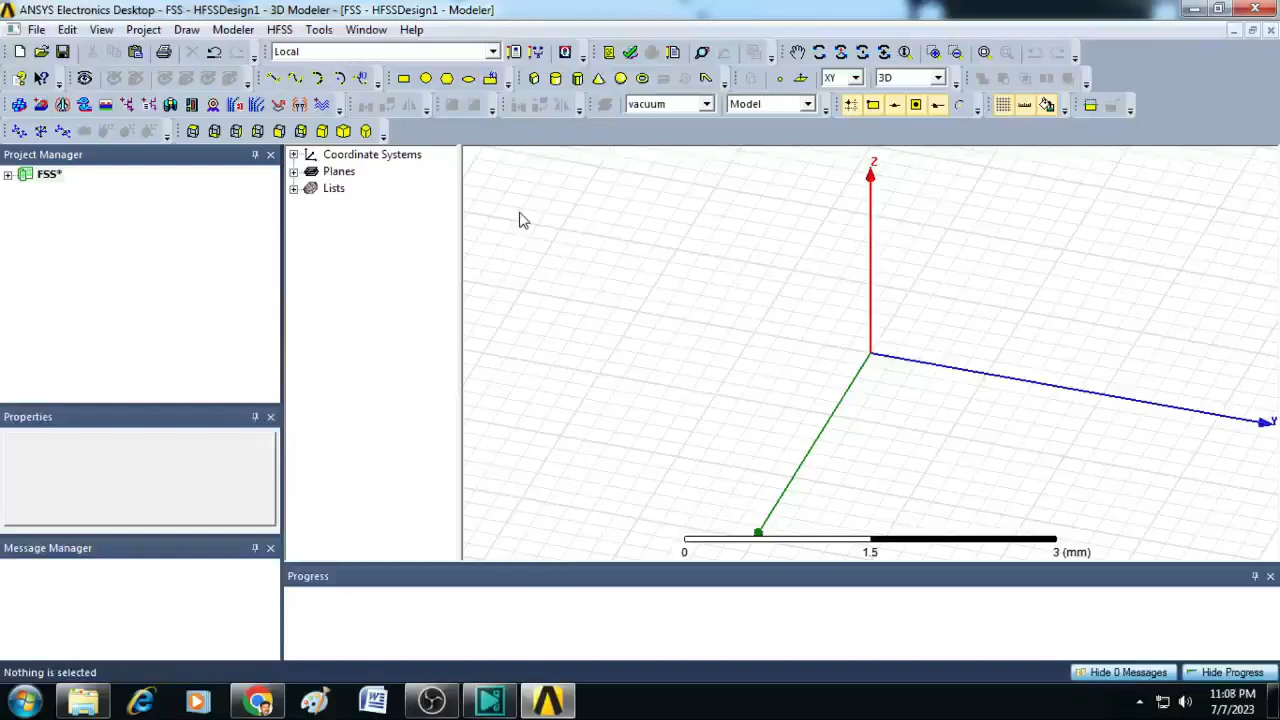 ANSYS Electronics Desktop - FSS - HFSSDesign1 - 3D Modeler - [FSS - HFSSDesign1 - Modeler]
File Edit View Project Draw Modeler HFSS Tools Window Help
Local
XY 3D
vacuum Model
Project Manager
FSS*
Coordinate Systems
Planes
Lists
Z
Y
0 1.5 3 (mm)
Properties
Message Manager
Progress
Nothing is selected
Hide 0 Messages
Hide Progress
11:08 PM
7/7/2023